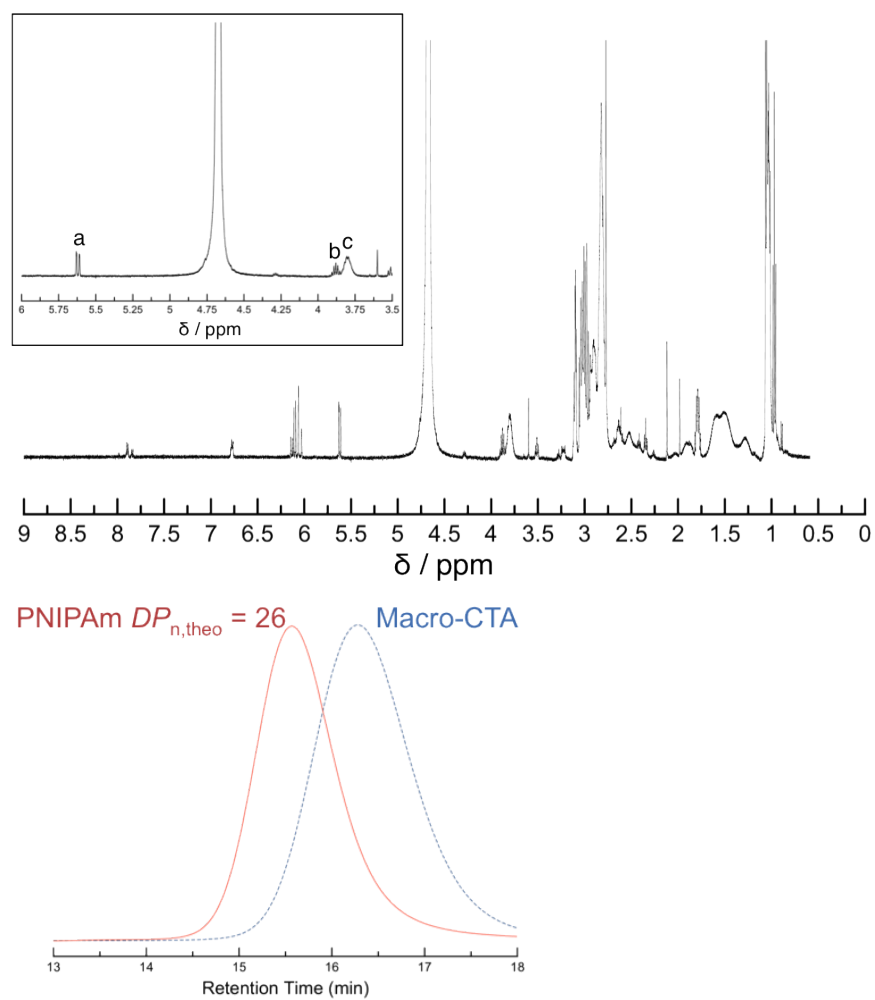 a
b c
6 5.75 5.5 5.25 5 4.75 4.5 4.25 4 3.75 3.5
δ / ppm
9 8.5 8 7.5 7 6.5 6 5.5 5 4.5 4 3.5 3 2.5 2 1.5 1 0.5 0
δ / ppm
PNIPAm DPn,theo = 26 Macro-CTA
13 14 15 16 17 18
Retention Time (min)